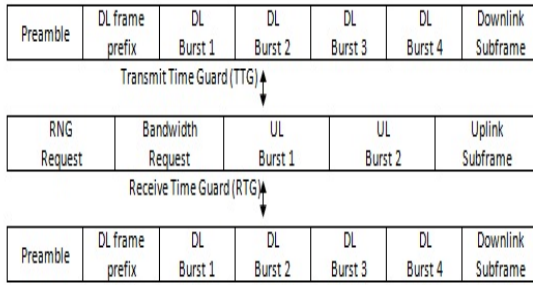 Preamble DL frame prefix DL Burst 1 DL Burst 2 DL Burst 3 DL Burst 4 Downlink Subframe
Transmit Time Guard (TTG)
RNG Request Bandwidth Request UL Burst 1 UL Burst 2 Uplink Subframe
Receive Time Guard (RTG)
Preamble DL frame prefix DL Burst 1 DL Burst 2 DL Burst 3 DL Burst 4 Downlink Subframe